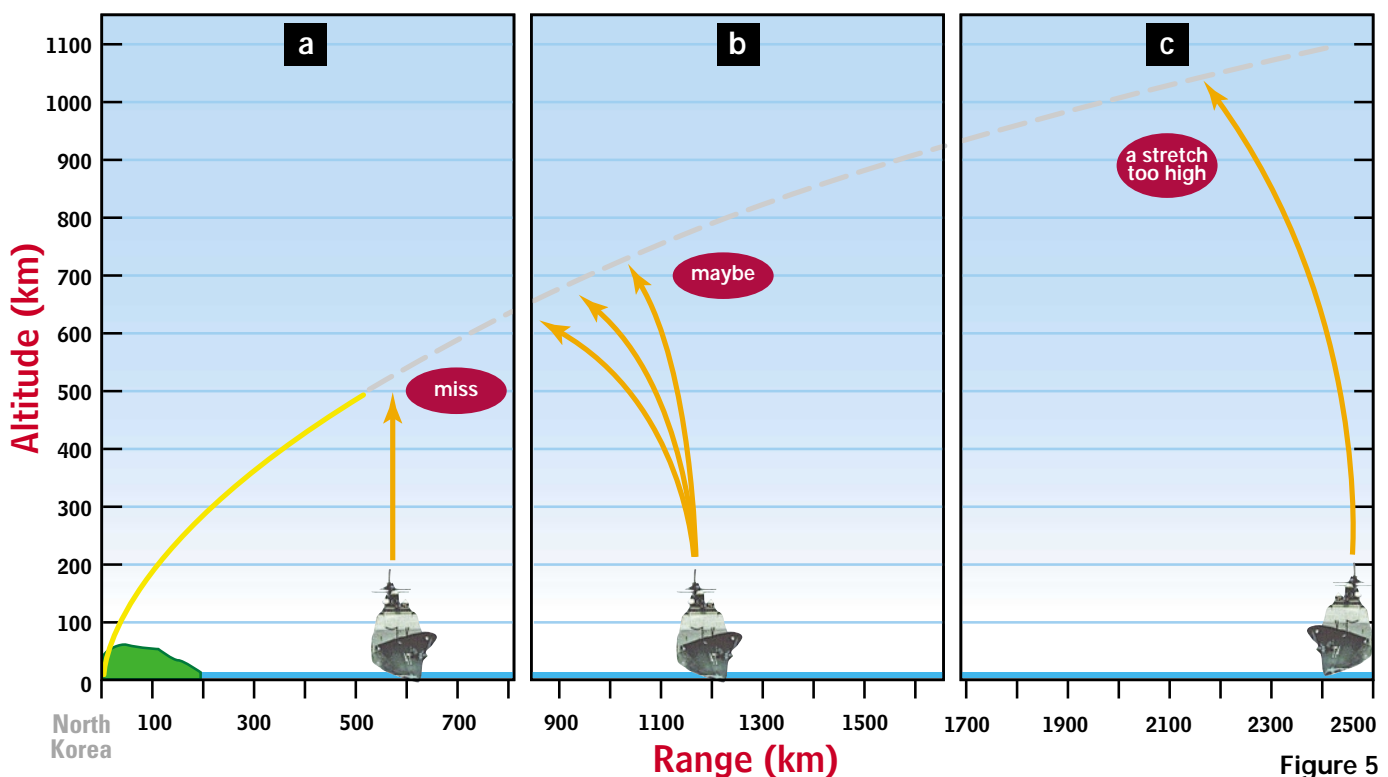 a
b
c
1100
1000
900
800
700
600
500
400
300
200
100
0
Altitude (km)
miss
maybe
a stretch
too high
North
Korea
100
300
500
700
900
1100
1300
1500
1700
1900
2100
2300
2500
Range (km)
Figure 5